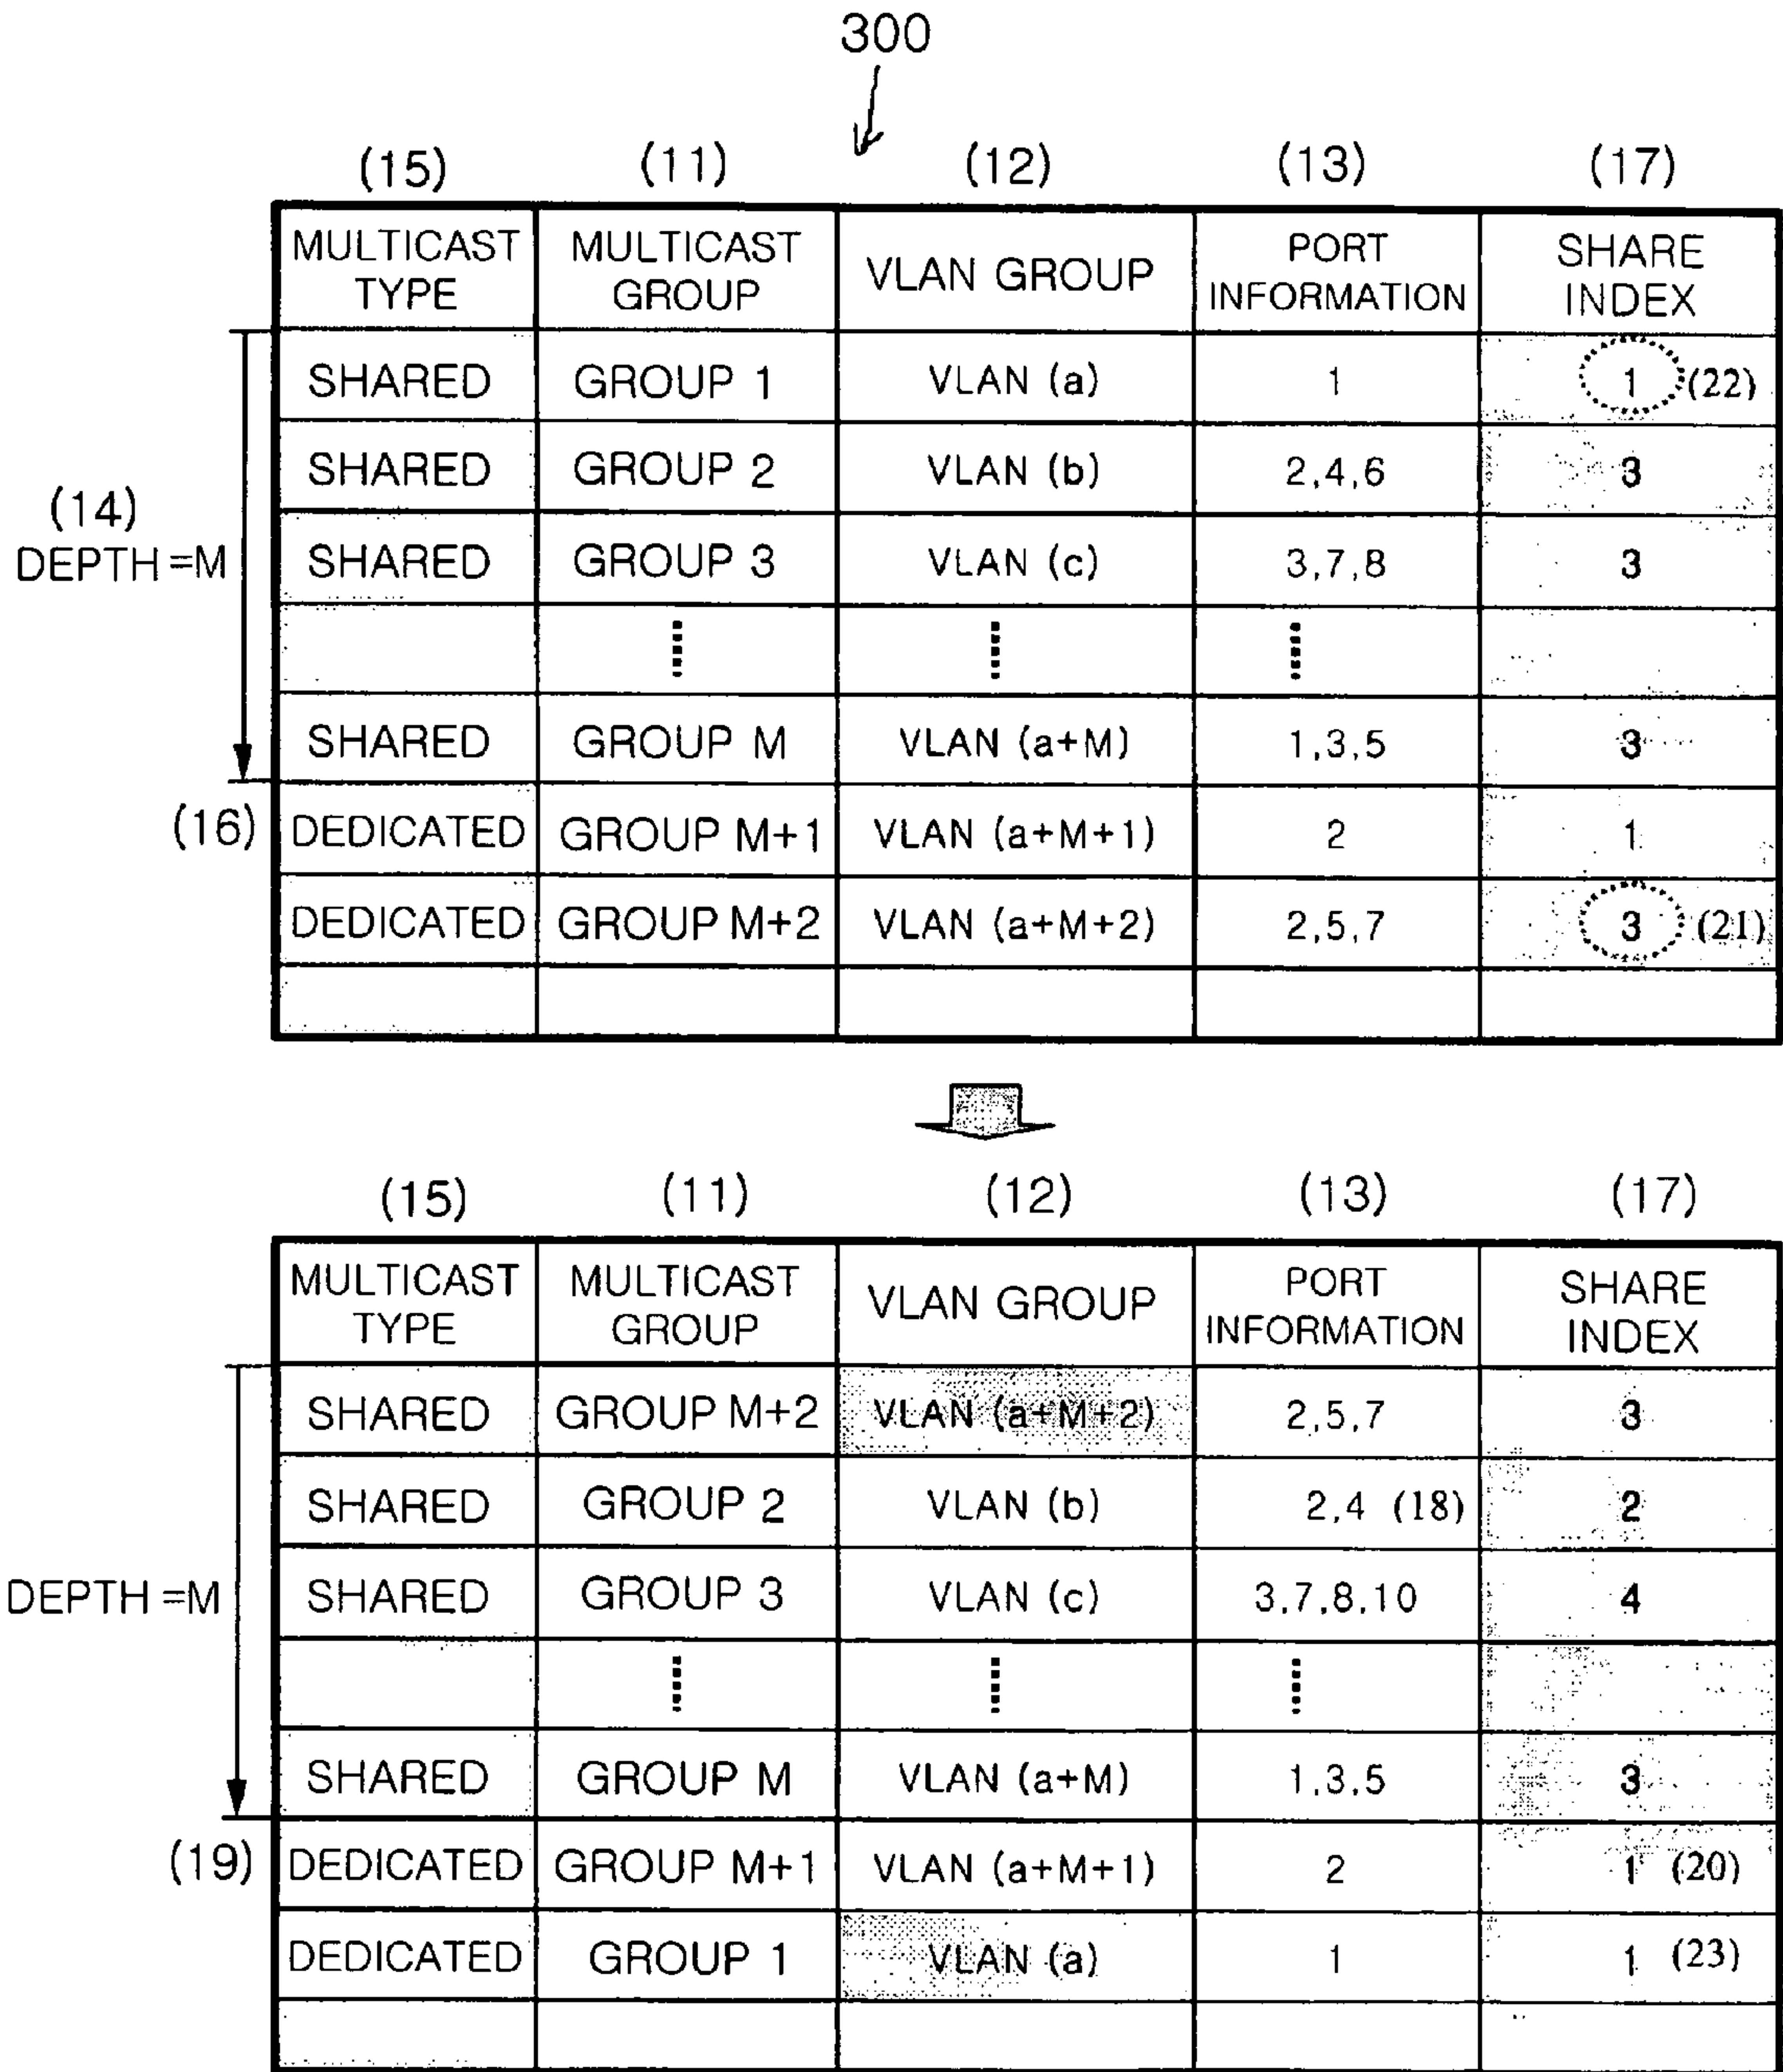 300
(15) (11) (12) (13) (17)
MULTICAST TYPE MULTICAST GROUP VLAN GROUP PORT INFORMATION SHARE INDEX
SHARED GROUP 1 VLAN (a) 1 1 (22)
SHARED GROUP 2 VLAN (b) 2,4,6 3
(14)
DEPTH =M
SHARED GROUP 3 VLAN (c) 3,7,8 3
SHARED GROUP M VLAN (a+M) 1,3,5 3
(16) DEDICATED GROUP M+1 VLAN (a+M+1) 2 1
DEDICATED GROUP M+2 VLAN (a+M+2) 2,5,7 3 (21)
(15) (11) (12) (13) (17)
MULTICAST TYPE MULTICAST GROUP VLAN GROUP PORT INFORMATION SHARE INDEX
SHARED GROUP M+2 VLAN (a+M+2) 2,5,7 3
SHARED GROUP 2 VLAN (b) 2,4 (18) 2
DEPTH =M SHARED GROUP 3 VLAN (c) 3,7,8,10 4
SHARED GROUP M VLAN (a+M) 1,3,5 3
(19) DEDICATED GROUP M+1 VLAN (a+M+1) 2 1 (20)
DEDICATED GROUP 1 VLAN (a) 1 1 (23)